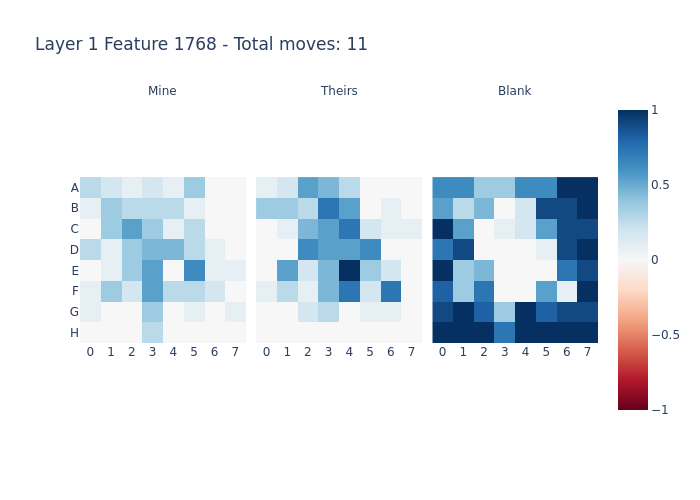 Layer 1 Feature 1768 - Total moves: 11
Mine Theirs Blank
A
B
C
D
E
F
G
H
0 1 2 3 4 5 6 7 0 1 2 3 4 5 6 7 0 1 2 3 4 5 6 7
1
0.5
0
−0.5
−1